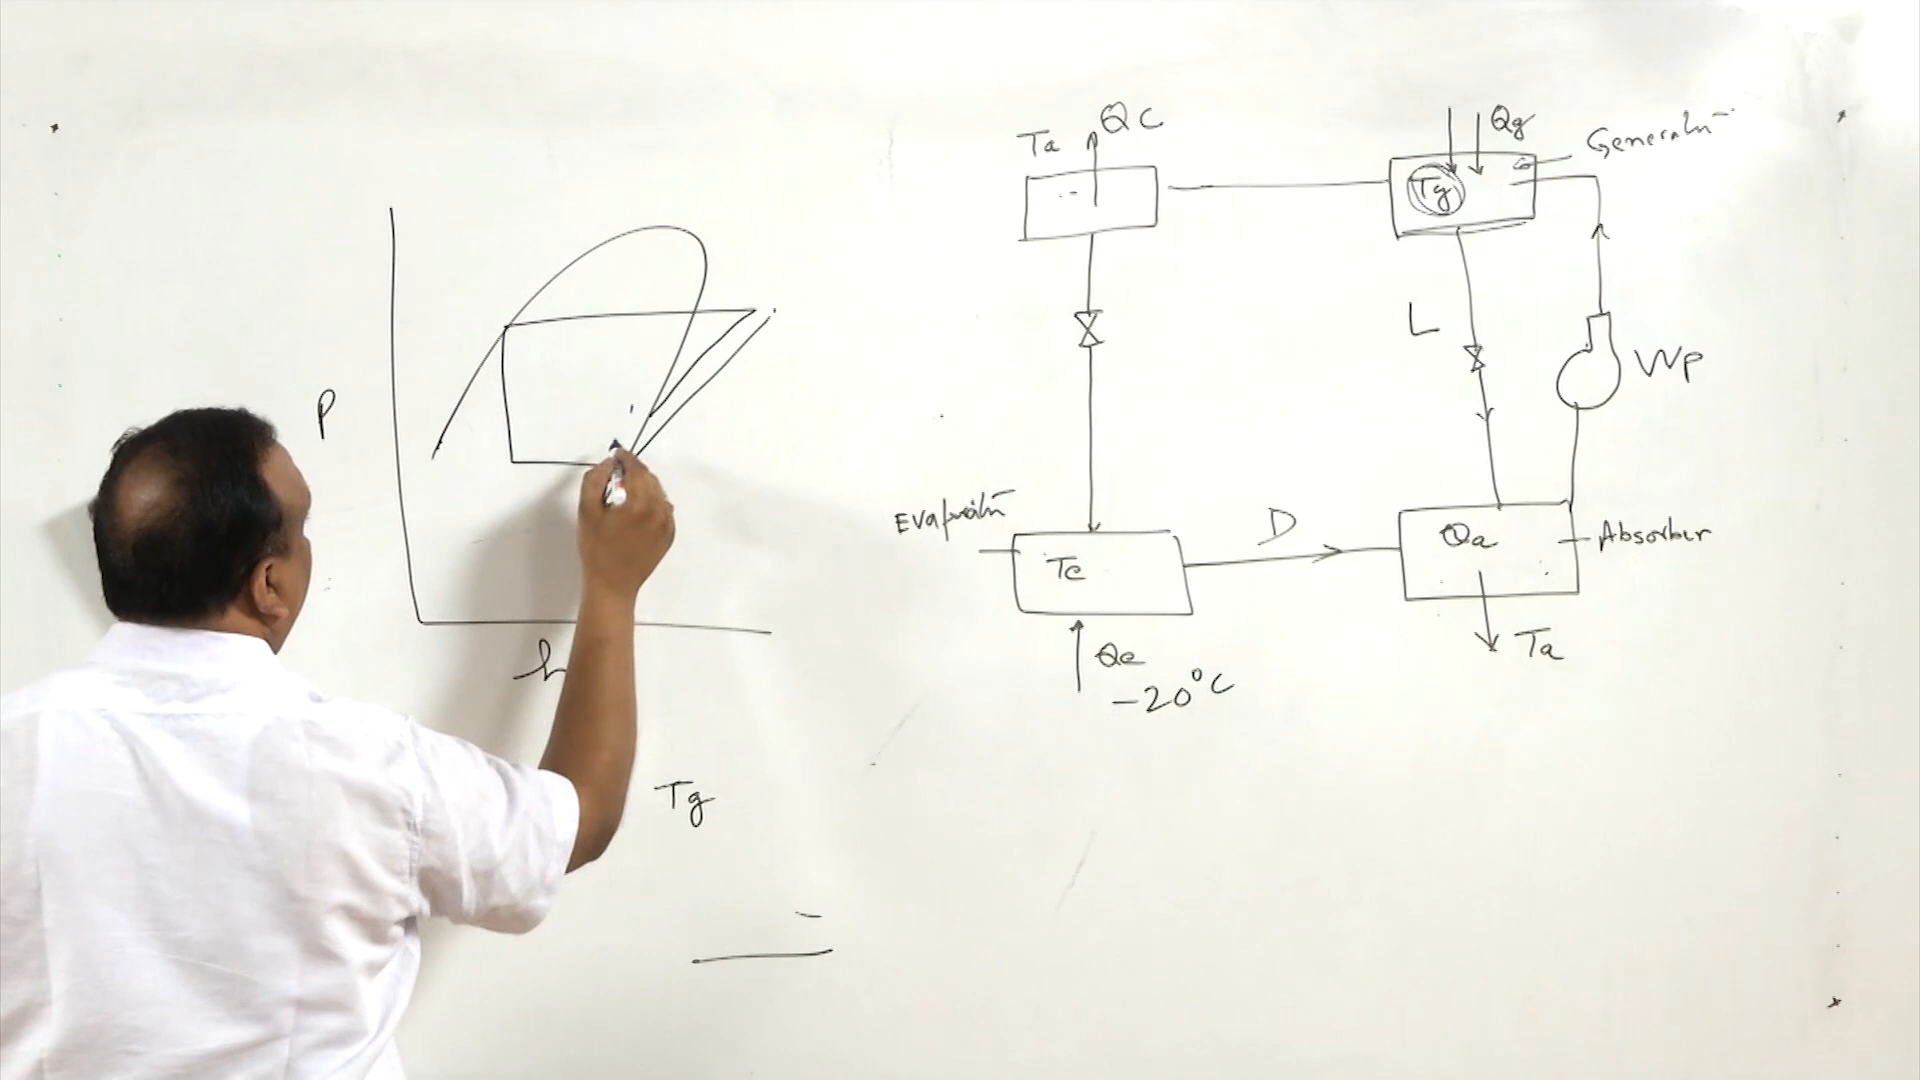 P
h
Tg
Ta
QC
Qg
Generator
Tg
L
Wp
Evaporator
Te
D
Qa
Absorber
Qe
-20°C
Ta